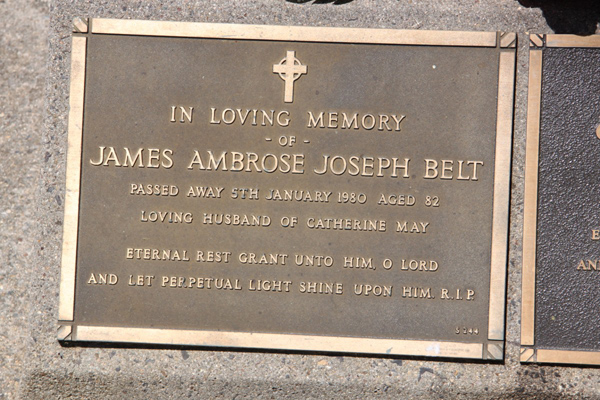 IN LOVING MEMORY
- OF -
JAMES AMBROSE JOSEPH BELT
PASSED AWAY 5TH JANUARY 1980 AGED 82
LOVING HUSBAND OF CATHERINE MAY
ETERNAL REST GRANT UNTO HIM, O LORD
AND LET PERPETUAL LIGHT SHINE UPON HIM. R.I.P.